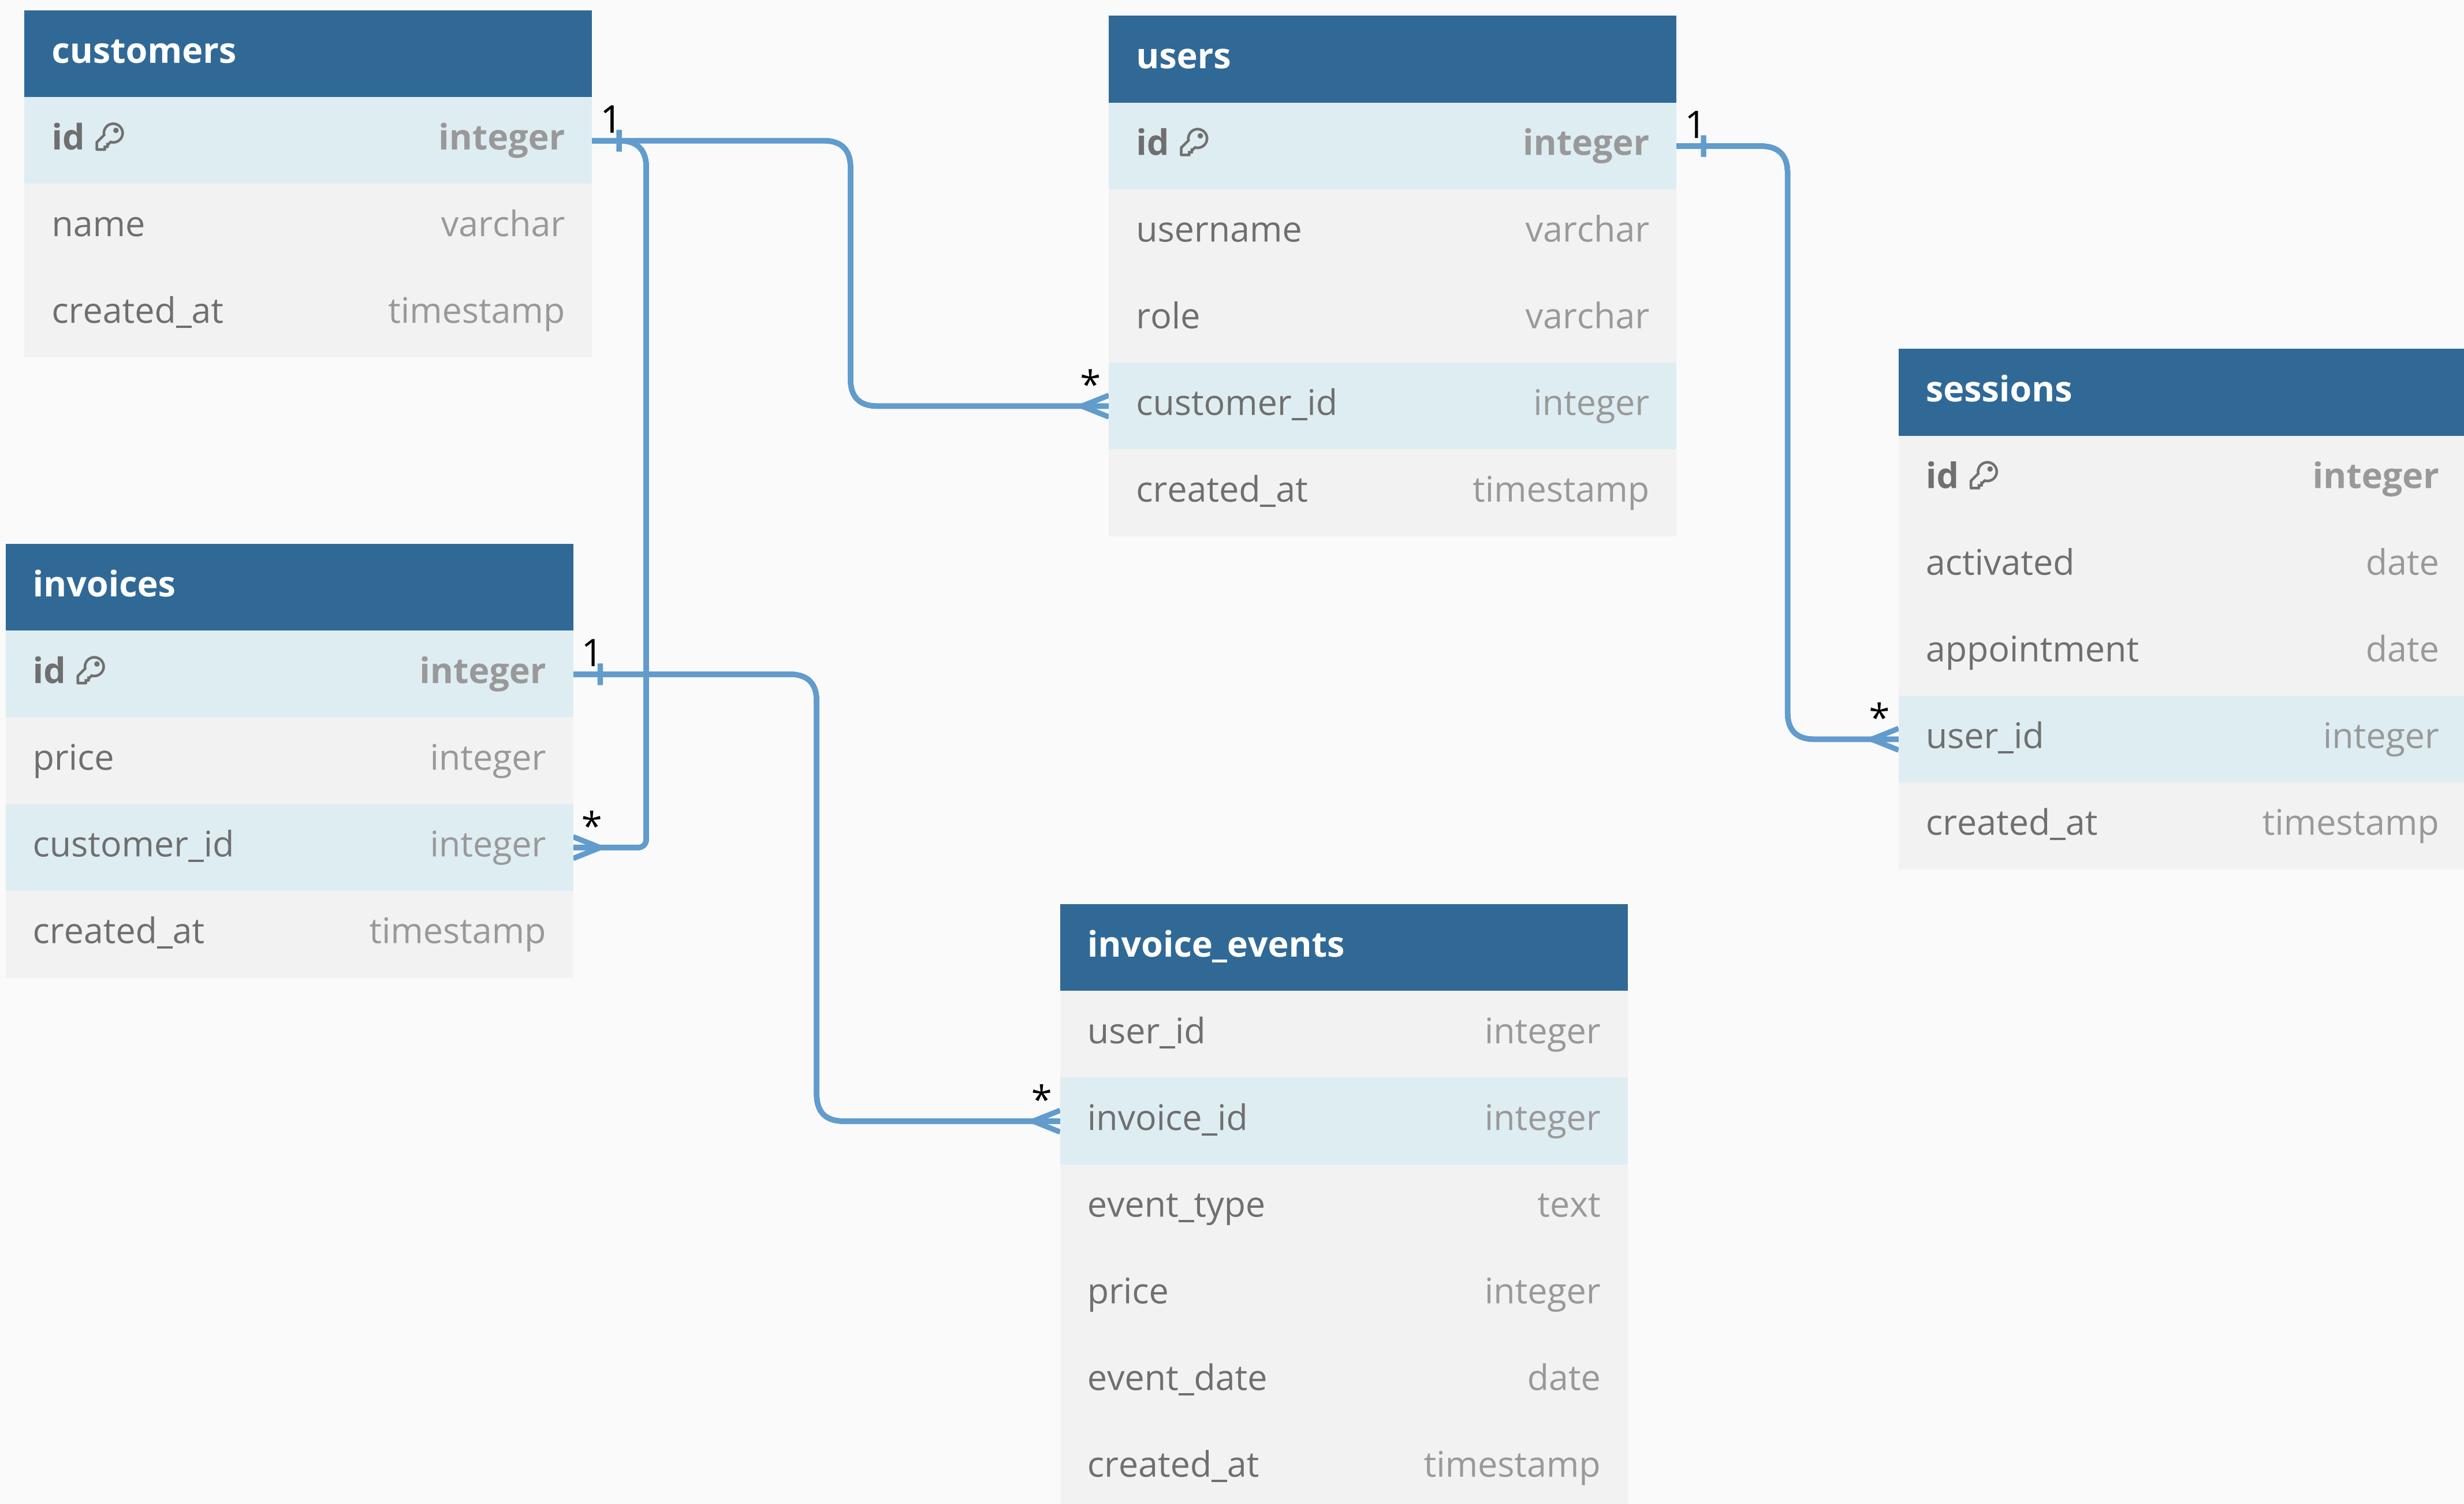 customers
id integer
name varchar
created_at timestamp
1
users
id integer
username varchar
role varchar
customer_id integer
created_at timestamp
1
*
sessions
id integer
activated date
appointment date
user_id integer
created_at timestamp
*
invoices
id integer
price integer
customer_id integer
created_at timestamp
1
*
invoice_events
user_id integer
invoice_id integer
event_type text
price integer
event_date date
created_at timestamp
*